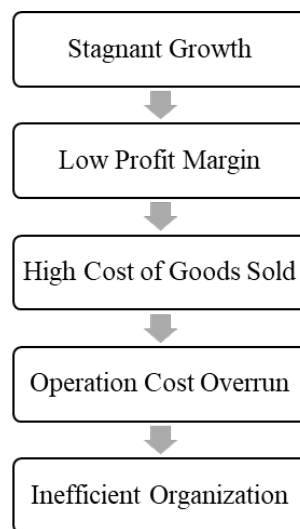 Stagnant Growth
Low Profit Margin
High Cost of Goods Sold
Operation Cost Overrun
Inefficient Organization